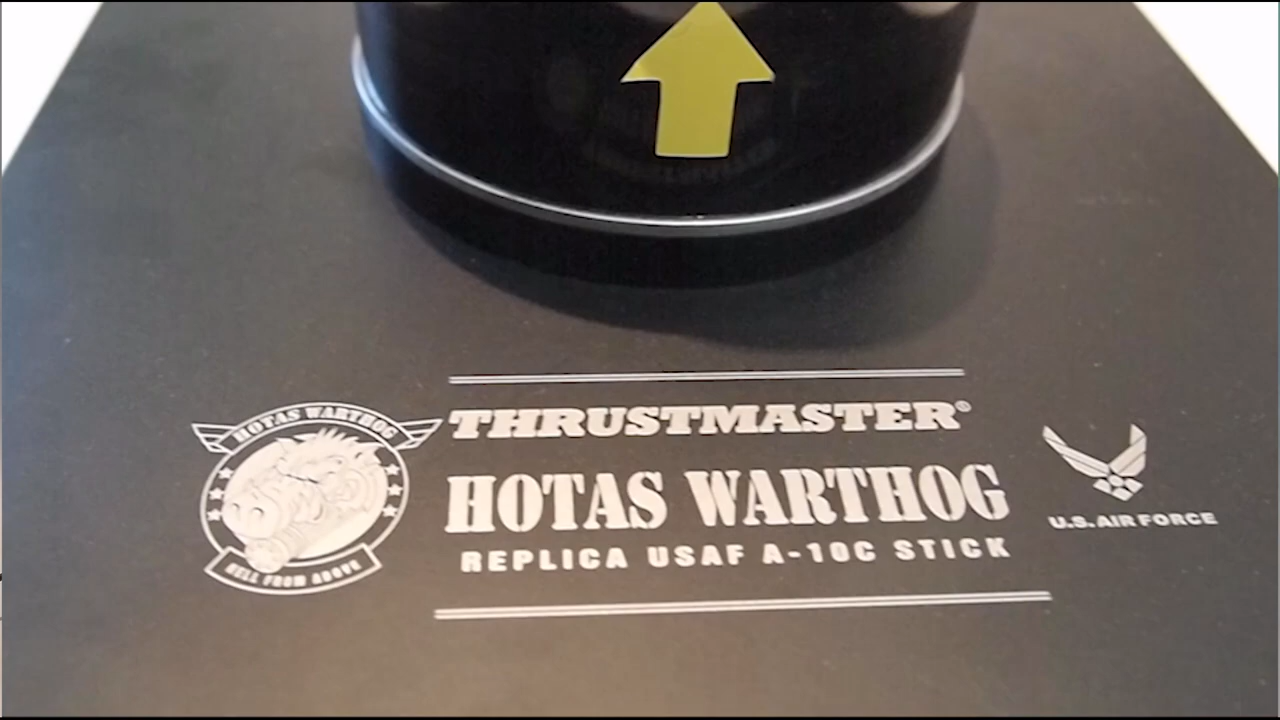 HOTAS WARTHOG
HELL FROM ABOVE
THRUSTMASTER®
HOTAS WARTHOG
REPLICA USAF A-10C STICK
U.S. AIR FORCE